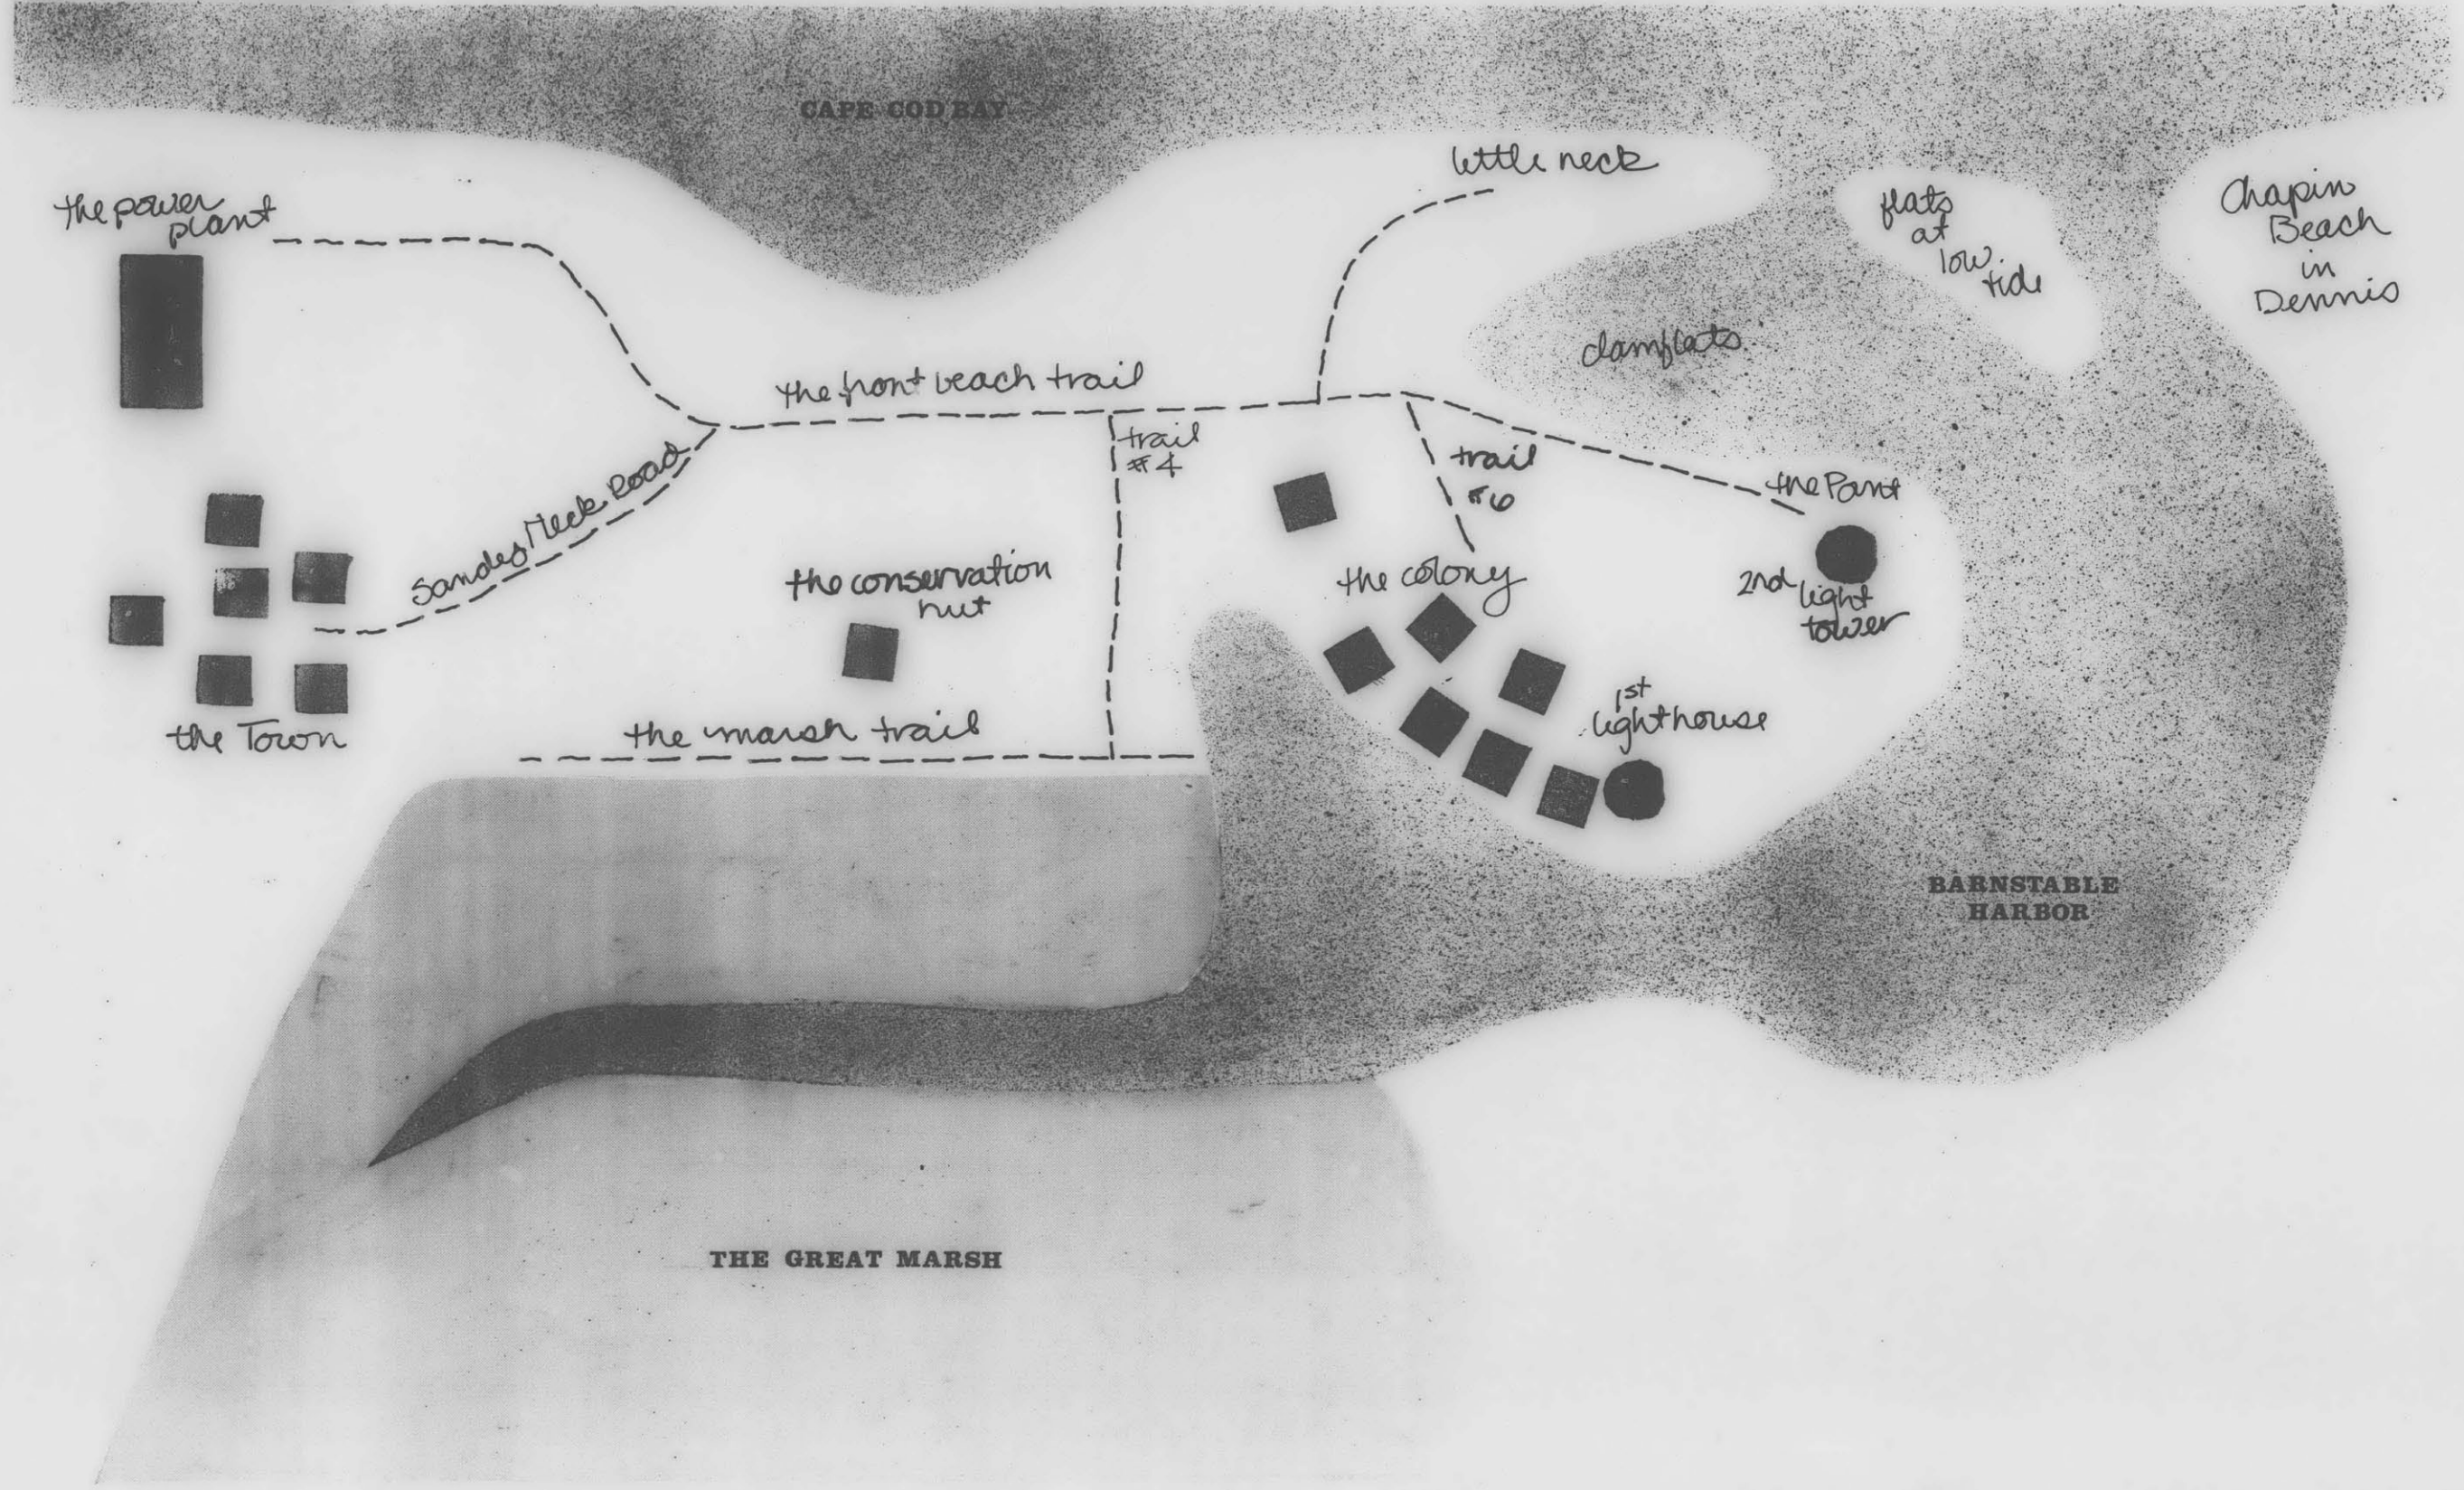 CAPE COD BAY
little neck
the power
plant
flats
at
low
tide
Chapin
Beach
in
Dennis
clamflats
the front beach trail
trail
#4
trail
#6
the Point
Sandy Neck Road
the conservation
hut
the colony
2nd light
tower
1st
lighthouse
the Town
the marsh trail
BARNSTABLE
HARBOR
THE GREAT MARSH